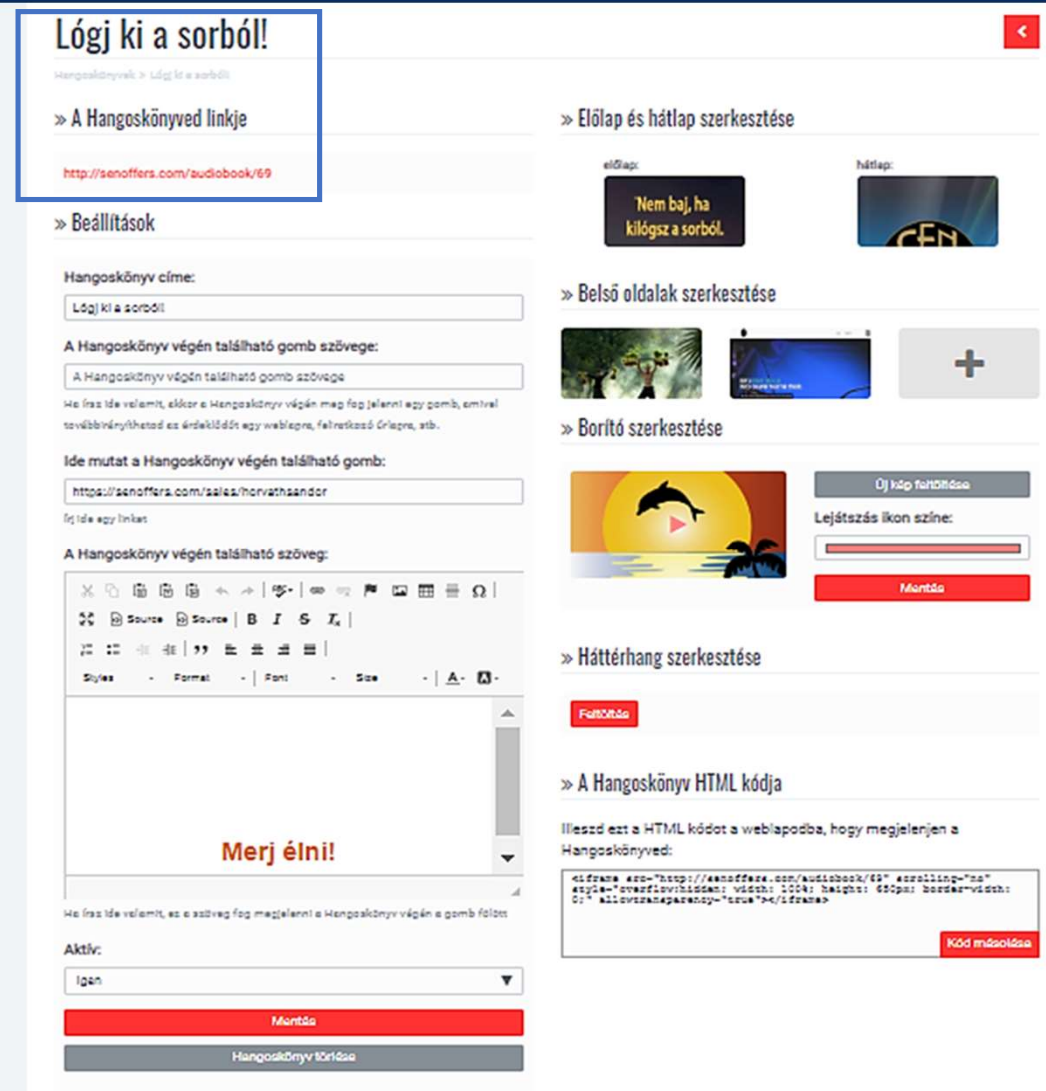 Lógj ki a sorból!
Hangoskönyvek > Lógj ki a sorból!
» A Hangoskönyved linkje
http://senoffers.com/audiobook/69
» Beállítások
Hangoskönyv címe:
Lógj ki a sorból!
A Hangoskönyv végén található gomb szövege:
A Hangoskönyv végén található gomb szövege
Ha írsz ide valamit, akkor a Hangoskönyv végén meg fog jelenni egy gomb, amivel
továbbirányíthatod az érdeklődőt egy weblapra, feliratkozó űrlapra, stb.
Ide mutat a Hangoskönyv végén található gomb:
https://senoffers.com/sales/horvathsandor
Írj ide egy linket
A Hangoskönyv végén található szöveg:
Source Source B I S Tx
Styles Format Font Size A A
Merj élni!
Ha írsz ide valamit, ez a szöveg fog megjelenni a Hangoskönyv végén a gomb fölött
Aktív:
Igen
Mentés
Hangoskönyv törlése
» Előlap és hátlap szerkesztése
előlap: hátlap:
"Nem baj, ha
kilógsz a sorból.
CEN
» Belső oldalak szerkesztése
» Borító szerkesztése
Új kép feltöltése
Lejátszás ikon színe:
Mentés
» Háttérhang szerkesztése
Feltöltés
» A Hangoskönyv HTML kódja
Illeszd ezt a HTML kódot a weblapodba, hogy megjelenjen a
Hangoskönyved:
<iframe src="http://senoffers.com/audiobook/69" scrolling="no"
style="overflow:hidden; width: 100%; height: 650px; border-width:
0;" allowtransparency="true"></iframe>
Kód másolása